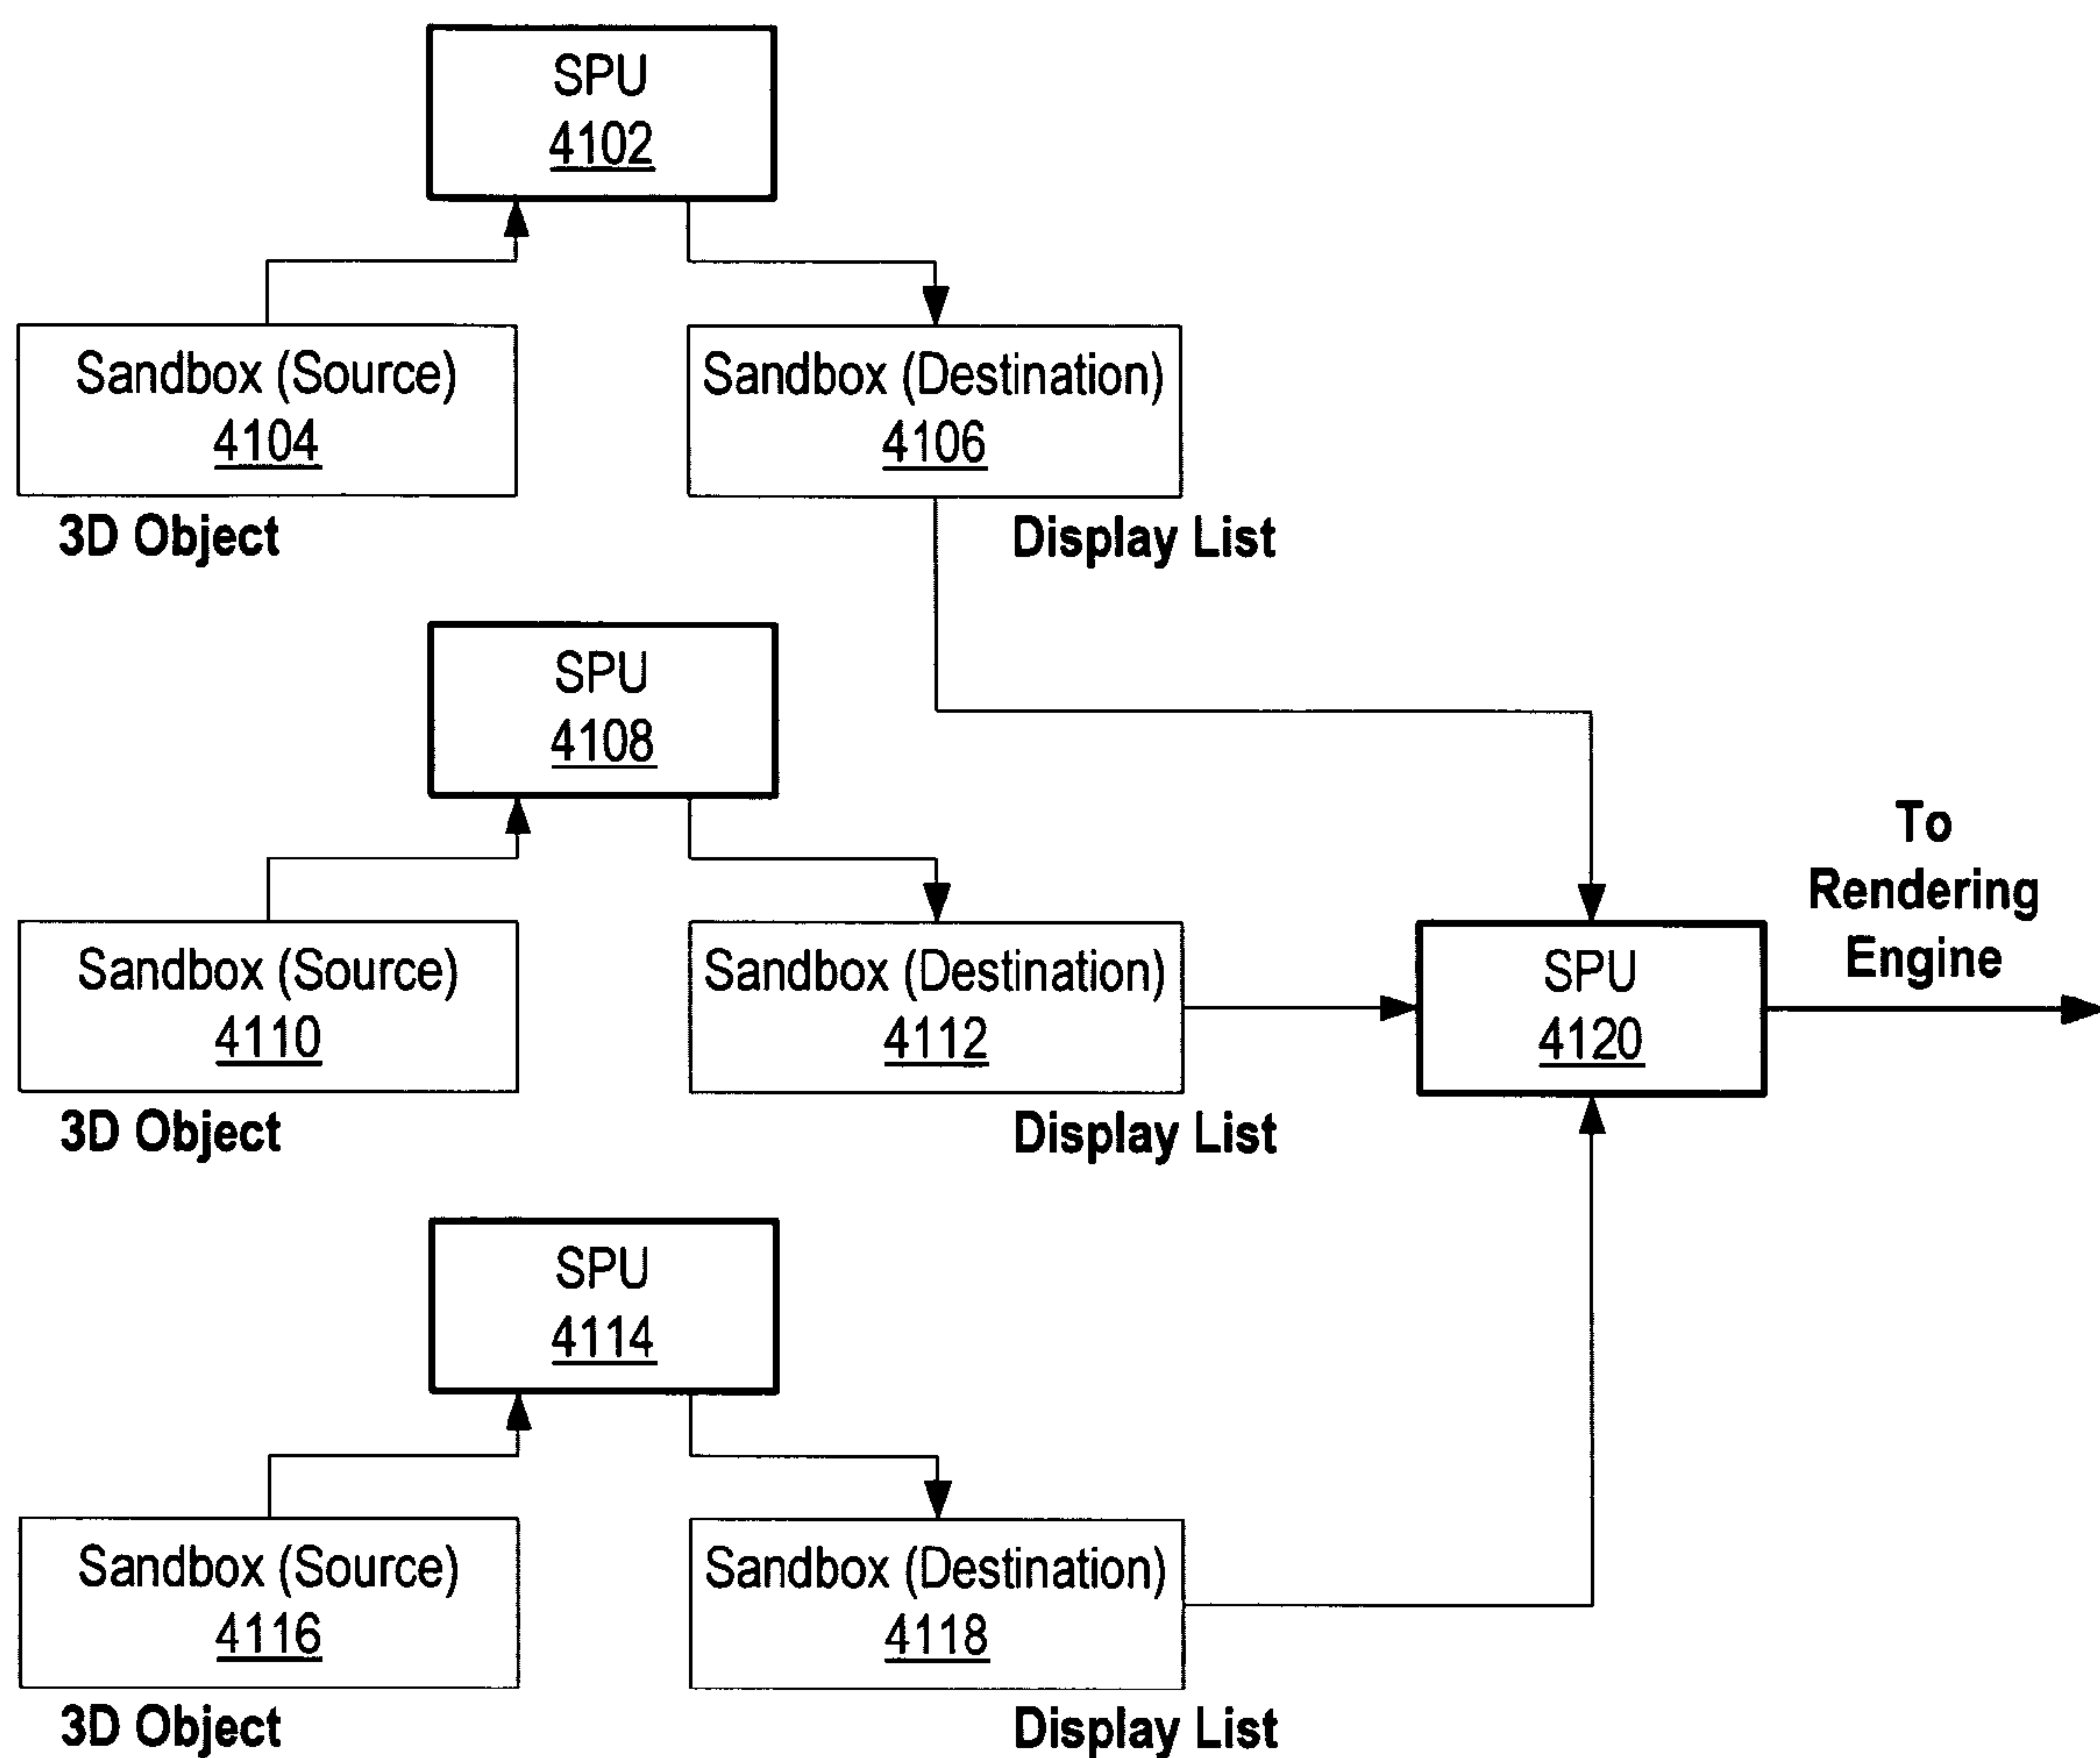 SPU
4102
Sandbox (Source)
4104
3D Object
Sandbox (Destination)
4106
Display List
SPU
4108
Sandbox (Source)
4110
3D Object
Sandbox (Destination)
4112
Display List
SPU
4114
Sandbox (Source)
4116
3D Object
Sandbox (Destination)
4118
Display List
SPU
4120
To
Rendering
Engine